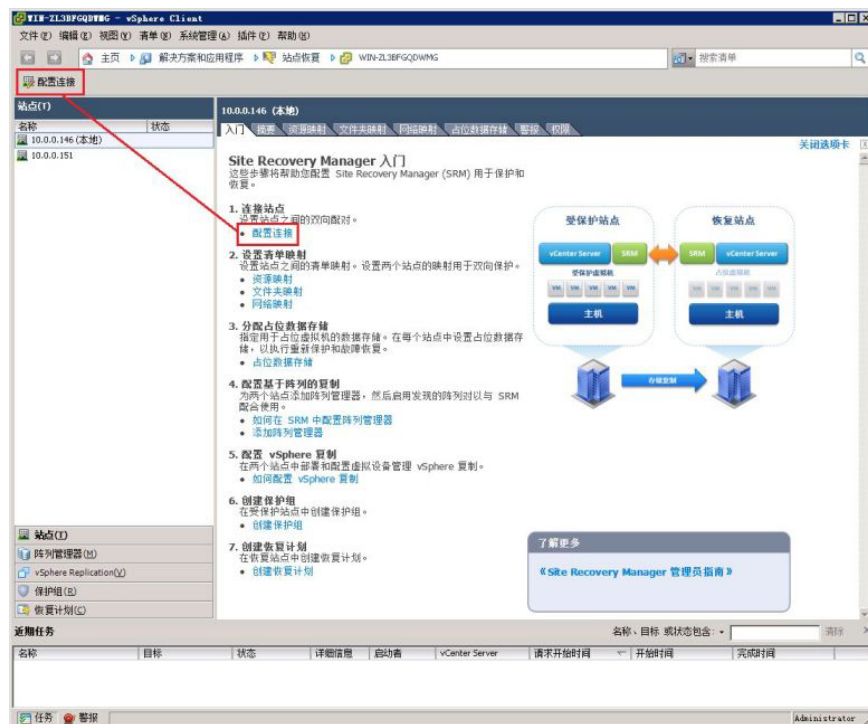 WIN-ZL3BFGQDWMG - vSphere Client
文件(F) 编辑(E) 视图(V) 清单(N) 系统管理(A) 插件(P) 帮助(H)
主页 解决方案和应用程序 站点恢复 WIN-ZL3BFGQDWMG 搜索清单
配置连接
站点(T)
名称 状态
10.0.0.146 (本地)
10.0.0.151
站点(T)
阵列管理器(M)
vSphere Replication(V)
保护组(R)
恢复计划(C)
10.0.0.146 (本地)
入门 摘要 资源映射 文件夹映射 网络映射 占位数据存储 警报 权限
关闭选项卡
Site Recovery Manager 入门
这些步骤将帮助您配置 Site Recovery Manager (SRM) 用于保护和
恢复。
1. 连接站点
设置站点之间的双向配对。
• 配置连接
2. 设置清单映射
设置站点之间的清单映射。设置两个站点的映射用于双向保护。
• 资源映射
• 文件夹映射
• 网络映射
3. 分配占位数据存储
指定用于占位虚拟机的数据存储。在每个站点中设置占位数据存
储，以执行重新保护和故障恢复。
• 占位数据存储
4. 配置基于阵列的复制
为两个站点添加阵列管理器，然后启用发现的阵列对以与 SRM
配合使用。
• 如何在 SRM 中配置阵列管理器
• 添加阵列管理器
5. 配置 vSphere 复制
在两个站点中部署和配置虚拟设备管理 vSphere 复制。
• 如何配置 vSphere 复制
6. 创建保护组
在受保护站点中创建保护组。
• 创建保护组
7. 创建恢复计划
在恢复站点中创建恢复计划。
• 创建恢复计划
受保护站点 恢复站点
vCenter Server SRM SRM vCenter Server
受保护虚拟机 占位虚拟机
VM VM VM VM VM VM VM VM VM VM
主机 主机
存储复制
了解更多
《Site Recovery Manager 管理员指南》
近期任务 名称、目标 或状态包含: 清除
名称 目标 状态 详细信息 启动者 vCenter Server 请求开始时间 开始时间 完成时间
任务 警报 Administrator